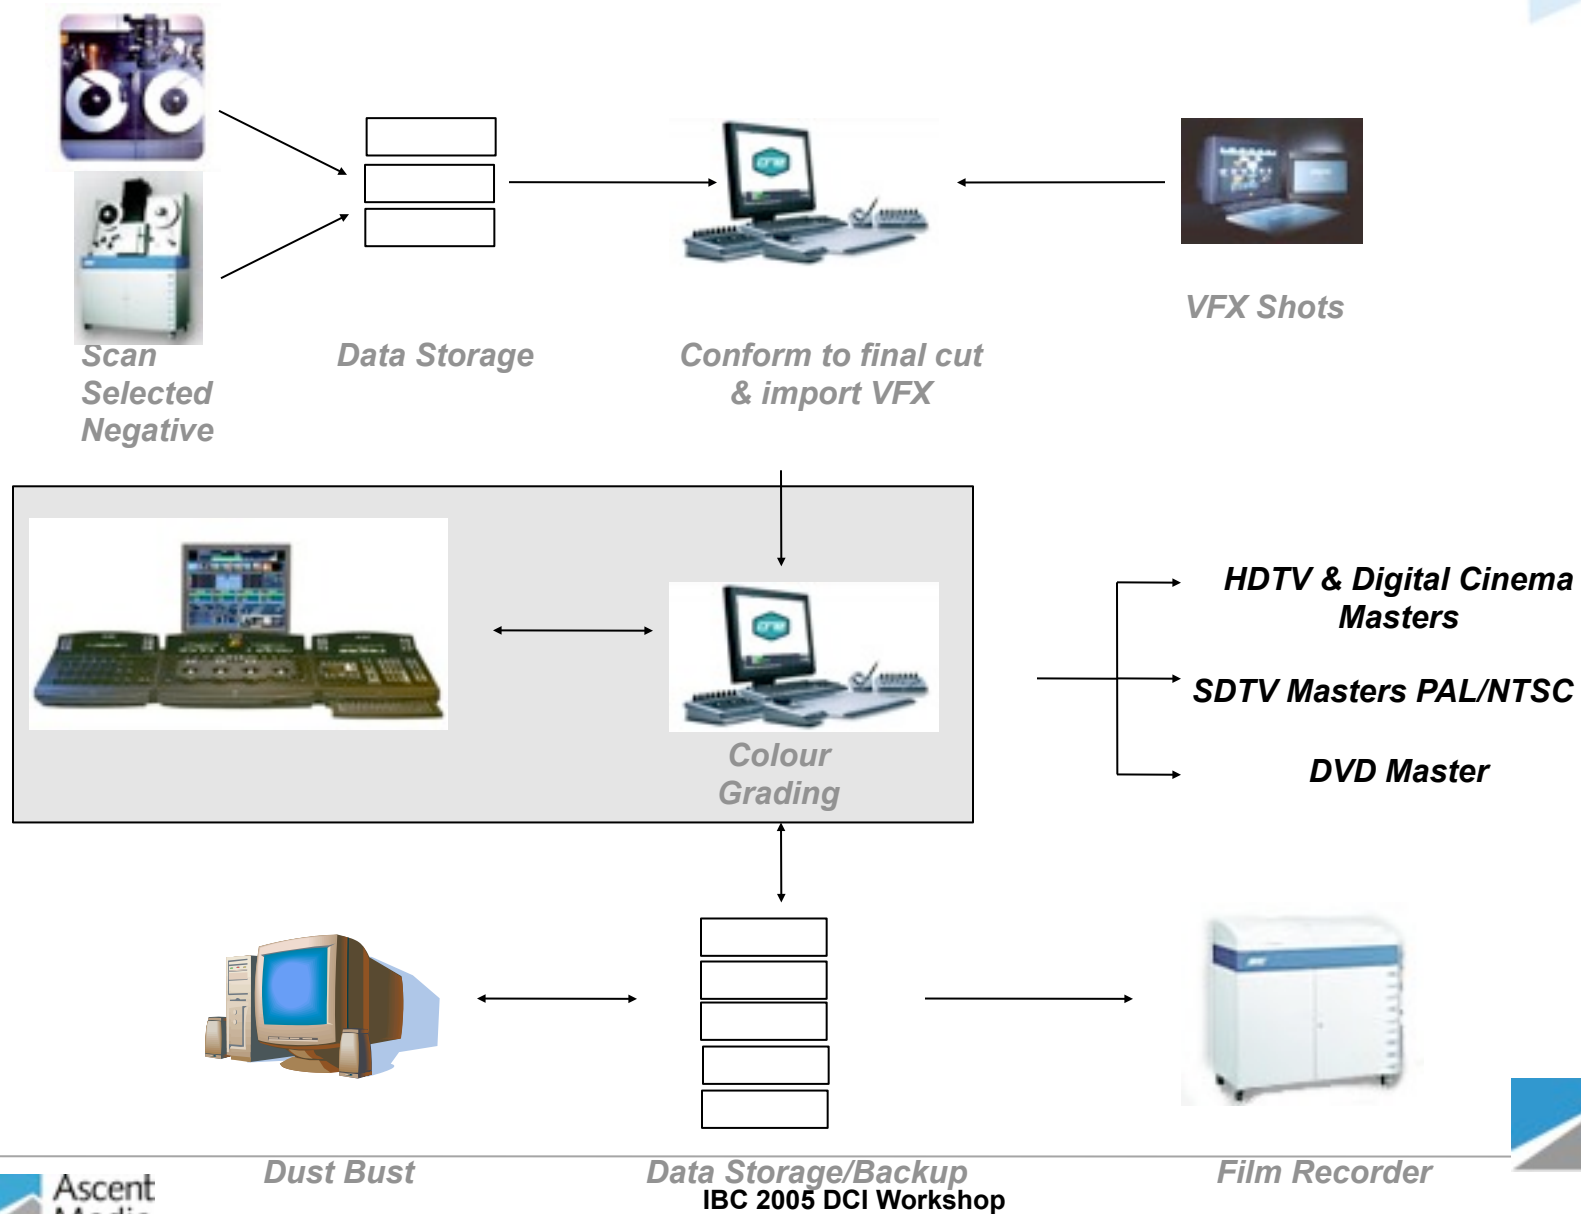 VFX Shots
Scan
Selected
Negative
Data Storage
Conform to final cut
& import VFX
Colour
Grading
HDTV & Digital Cinema
Masters
SDTV Masters PAL/NTSC
DVD Master
Dust Bust
Data Storage/Backup
Film Recorder
IBC 2005 DCI Workshop
Ascent
Media